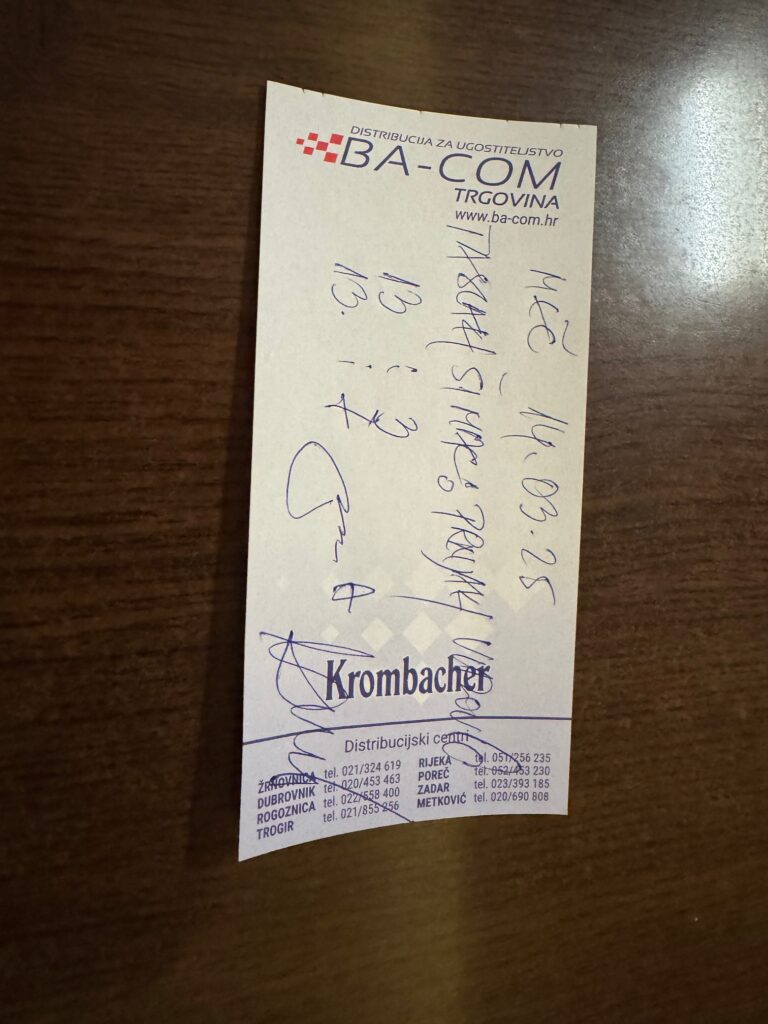 DISTRIBUCIJA ZA UGOSTITELJSTVO
BA-COM
TRGOVINA
www.ba-com.hr
14.03.25
13 : 3
13. : 7
Krombacher
Distribucijski centri
ŽRNOVNICA tel. 021/324 619
DUBROVNIK tel. 020/453 463
ROGOZNICA tel. 022/558 400
TROGIR tel. 021/855 256
RIJEKA tel. 051/256 235
POREČ tel. 052/453 230
ZADAR tel. 023/393 185
METKOVIĆ tel. 020/690 808